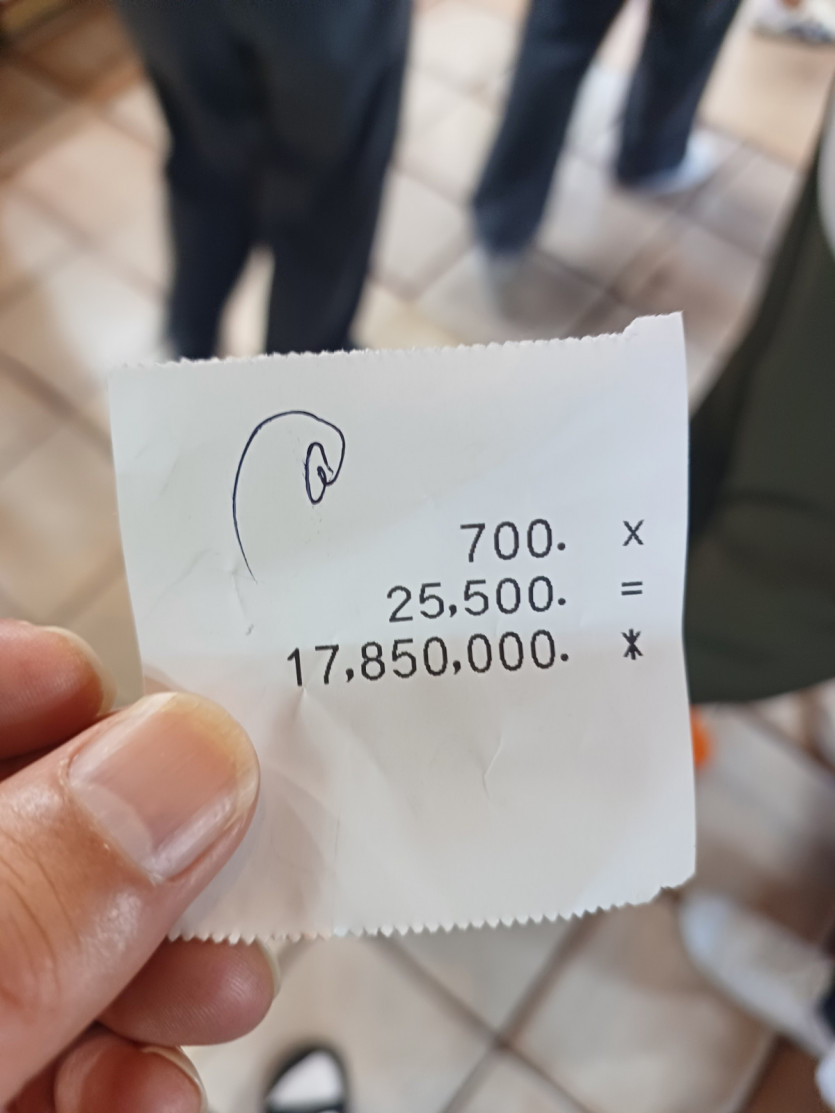 700. x
25,500. =
17,850,000. *